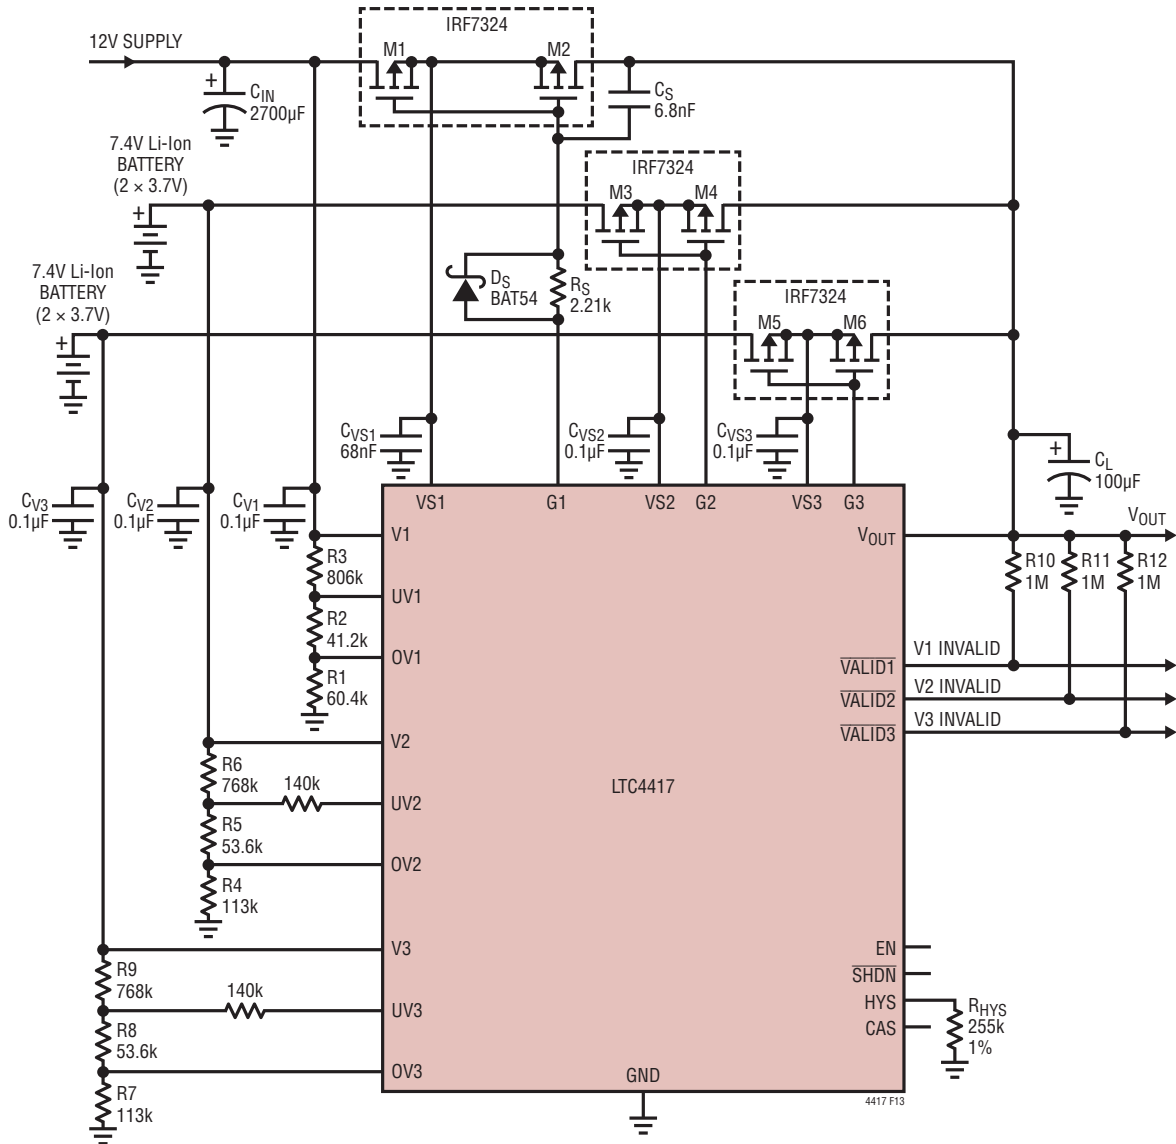 IRF7324
12V SUPPLY
M1
M2
+
CIN
2700µF
CS
6.8nF
7.4V Li-Ion
BATTERY
(2 × 3.7V)
+
IRF7324
M3
M4
7.4V Li-Ion
BATTERY
(2 × 3.7V)
+
DS
BAT54
RS
2.21k
IRF7324
M5
M6
CVS1
68nF
CVS2
0.1µF
CVS3
0.1µF
+
CL
100µF
CV3
0.1µF
CV2
0.1µF
CV1
0.1µF
VS1
G1
VS2
G2
VS3
G3
V1
VOUT
VOUT
R3
806k
R10
1M
R11
1M
R12
1M
UV1
R2
41.2k
OV1
R1
60.4k
VALID1
V1 INVALID
VALID2
V2 INVALID
VALID3
V3 INVALID
V2
R6
768k
140k
UV2
LTC4417
R5
53.6k
OV2
R4
113k
V3
EN
R9
768k
140k
UV3
SHDN
HYS
CAS
RHYS
255k
1%
R8
53.6k
OV3
GND
R7
113k
4417 F13